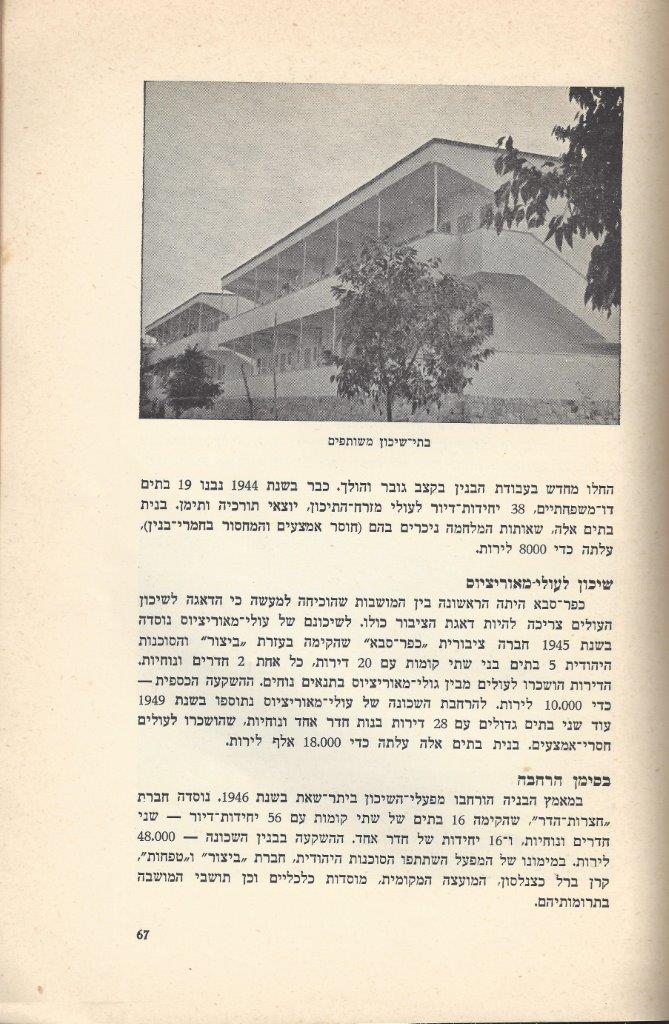 בתי־שיכון משותפים
החלו מחדש בעבודת הבנין בקצב גובר והולך. כבר בשנת 1944 נבנו 19 בתים
דו־משפחתיים, 38 יחידות־דיור לעולי מזרח־התיכון, יוצאי תורכיה ותימן. בנית
בתים אלה, שאותות המלחמה ניכרים בהם (חוסר אמצעים והמחסור בחמרי־בנין),
עלתה כדי 8000 לירות.
שיכון לעולי־מאוריציוס
כפר־סבא היתה הראשונה בין המושבות שהוכיחה למעשה כי הדאגה לשיכון
העולים צריכה להיות דאגת הציבור כולו. לשיכונם של עולי־מאוריציוס נוסדה
בשנת 1945 חברה ציבורית „כפר־סבא” שהקימה בעזרת „ביצור” והסוכנות
היהודית 5 בתים בני שתי קומות עם 20 דירות, כל אחת 2 חדרים ונוחיות.
הדירות הושכרו לעולים מבין גולי־מאוריציוס בתנאים נוחים. ההשקעה הכספית —
כדי 10.000 לירות. להרחבת השכונה של עולי־מאוריציוס נתוספו בשנת 1949
עוד שני בתים גדולים עם 28 דירות בנות חדר אחד ונוחיות, שהושכרו לעולים
חסרי־אמצעים. בנית בתים אלה עלתה כדי 18.000 אלף לירות.
בסימן הרחבה
במאמץ הבניה הורחבו מפעלי־השיכון ביתר־שאת בשנת 1946. נוסדה חברת
„חצרות־הדר”, שהקימה 16 בתים של שתי קומות עם 56 יחידות־דיור — שני
חדרים ונוחיות, ו־16 יחידות של חדר אחד. ההשקעה בבנין השכונה — 48.000
לירות. במימונו של המפעל השתתפו הסוכנות היהודית, חברת „ביצור” ו„טפחות”,
קרן ברל כצנלסון, המועצה המקומית, מוסדות כלכליים וכן תושבי המושבה
בתרומותיהם.
67